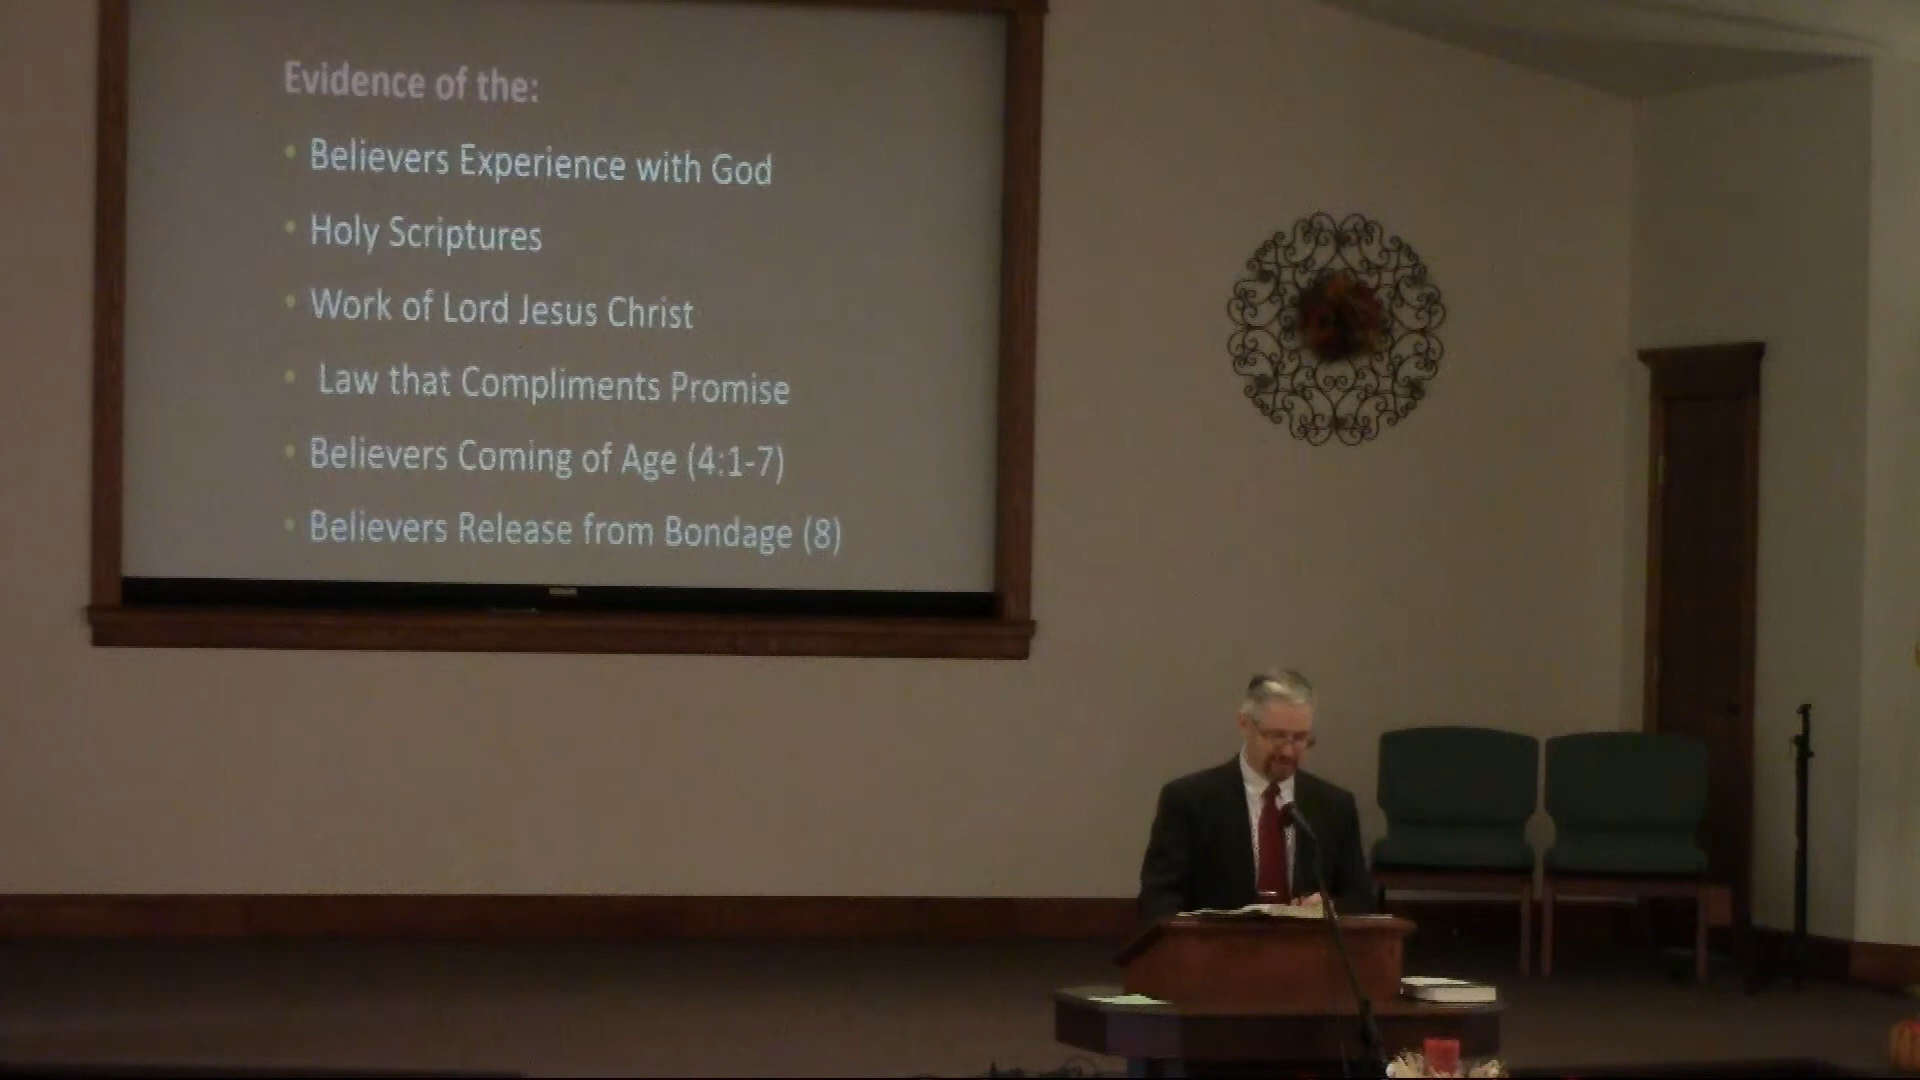 Evidence of the:
• Believers Experience with God
• Holy Scriptures
• Work of Lord Jesus Christ
• Law that Compliments Promise
• Believers Coming of Age (4:1-7)
• Believers Release from Bondage (8)